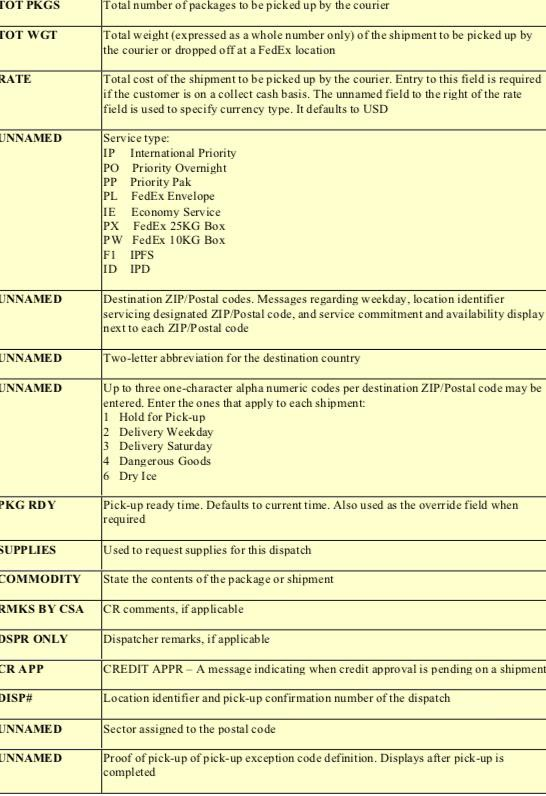 TOT PKGS Total number of packages to be picked up by the courier
TOT WGT Total weight (expressed as a whole number only) of the shipment to be picked up by
the courier or dropped off at a FedEx location
RATE Total cost of the shipment to be picked up by the courier. Entry to this field is required
if the customer is on a collect cash basis. The unnamed field to the right of the rate
field is used to specify currency type. It defaults to USD
UNNAMED Service type:
IP International Priority
PO Priority Overnight
PP Priority Pak
PL FedEx Envelope
IE Economy Service
PX FedEx 25KG Box
PW FedEx 10KG Box
F1 IPFS
ID IPD
UNNAMED Destination ZIP/Postal codes. Messages regarding weekday, location identifier
servicing designated ZIP/Postal code, and service commitment and availability display
next to each ZIP/Postal code
UNNAMED Two-letter abbreviation for the destination country
UNNAMED Up to three one-character alpha numeric codes per destination ZIP/Postal code may be
entered. Enter the ones that apply to each shipment:
1 Hold for Pick-up
2 Delivery Weekday
3 Delivery Saturday
4 Dangerous Goods
6 Dry Ice
PKG RDY Pick-up ready time. Defaults to current time. Also used as the override field when
required
SUPPLIES Used to request supplies for this dispatch
COMMODITY State the contents of the package or shipment
RMKS BY CSA CR comments, if applicable
DSPR ONLY Dispatcher remarks, if applicable
CR APP CREDIT APPR – A message indicating when credit approval is pending on a shipment
DISP# Location identifier and pick-up confirmation number of the dispatch
UNNAMED Sector assigned to the postal code
UNNAMED Proof of pick-up of pick-up exception code definition. Displays after pick-up is
completed